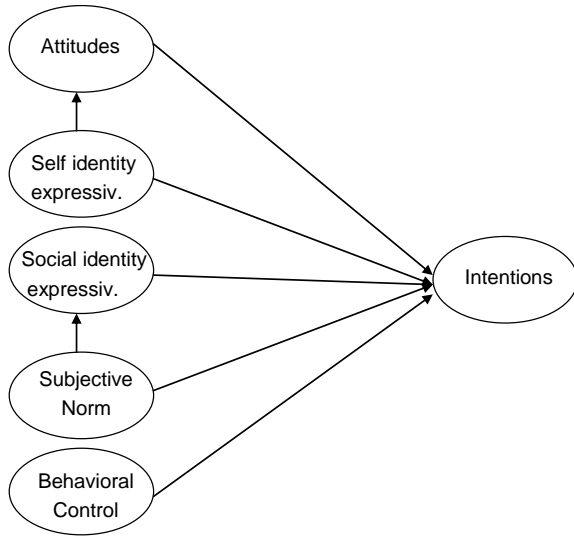 Attitudes
Self identity
expressiv.
Social identity
expressiv.
Intentions
Subjective
Norm
Behavioral
Control